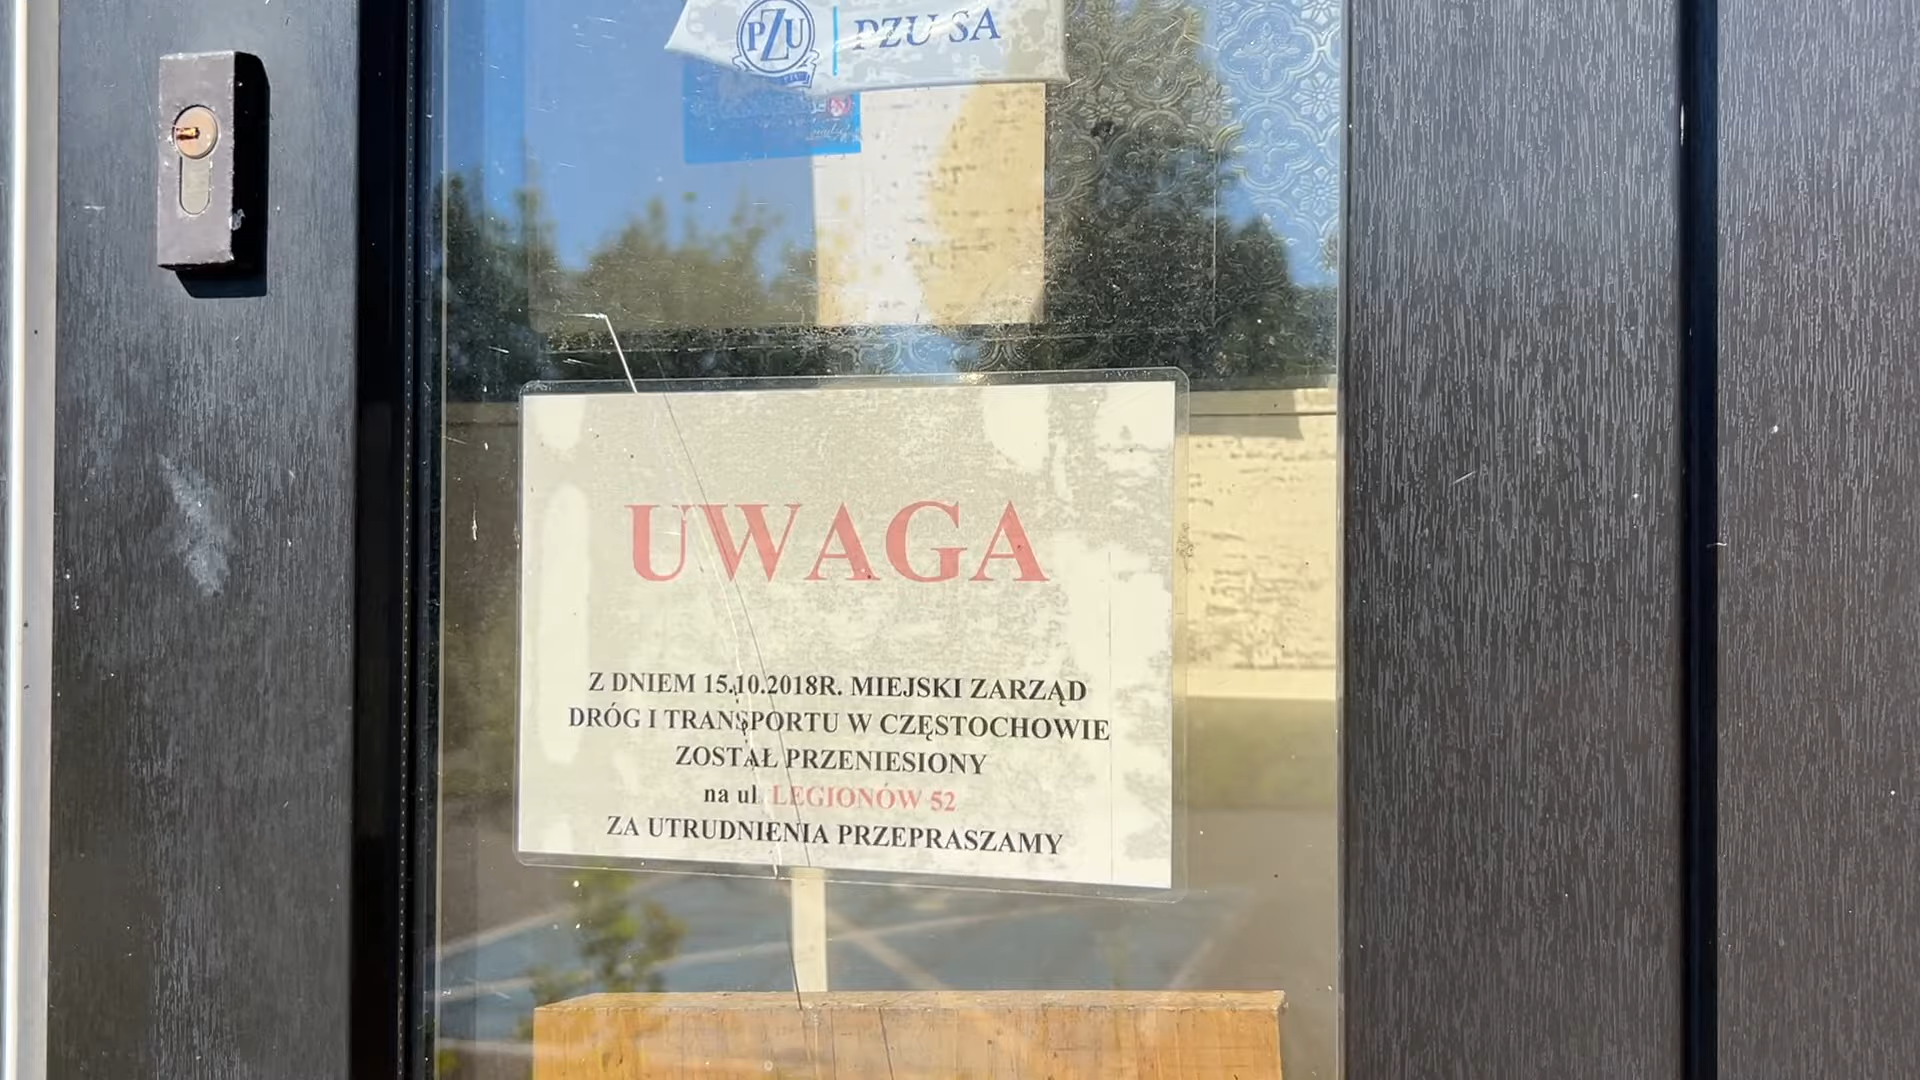 PZU PZU SA
UWAGA
Z DNIEM 15.10.2018R. MIEJSKI ZARZĄD
DRÓG I TRANSPORTU W CZĘSTOCHOWIE
ZOSTAŁ PRZENIESIONY
na ul. LEGIONÓW 52
ZA UTRUDNIENIA PRZEPRASZAMY